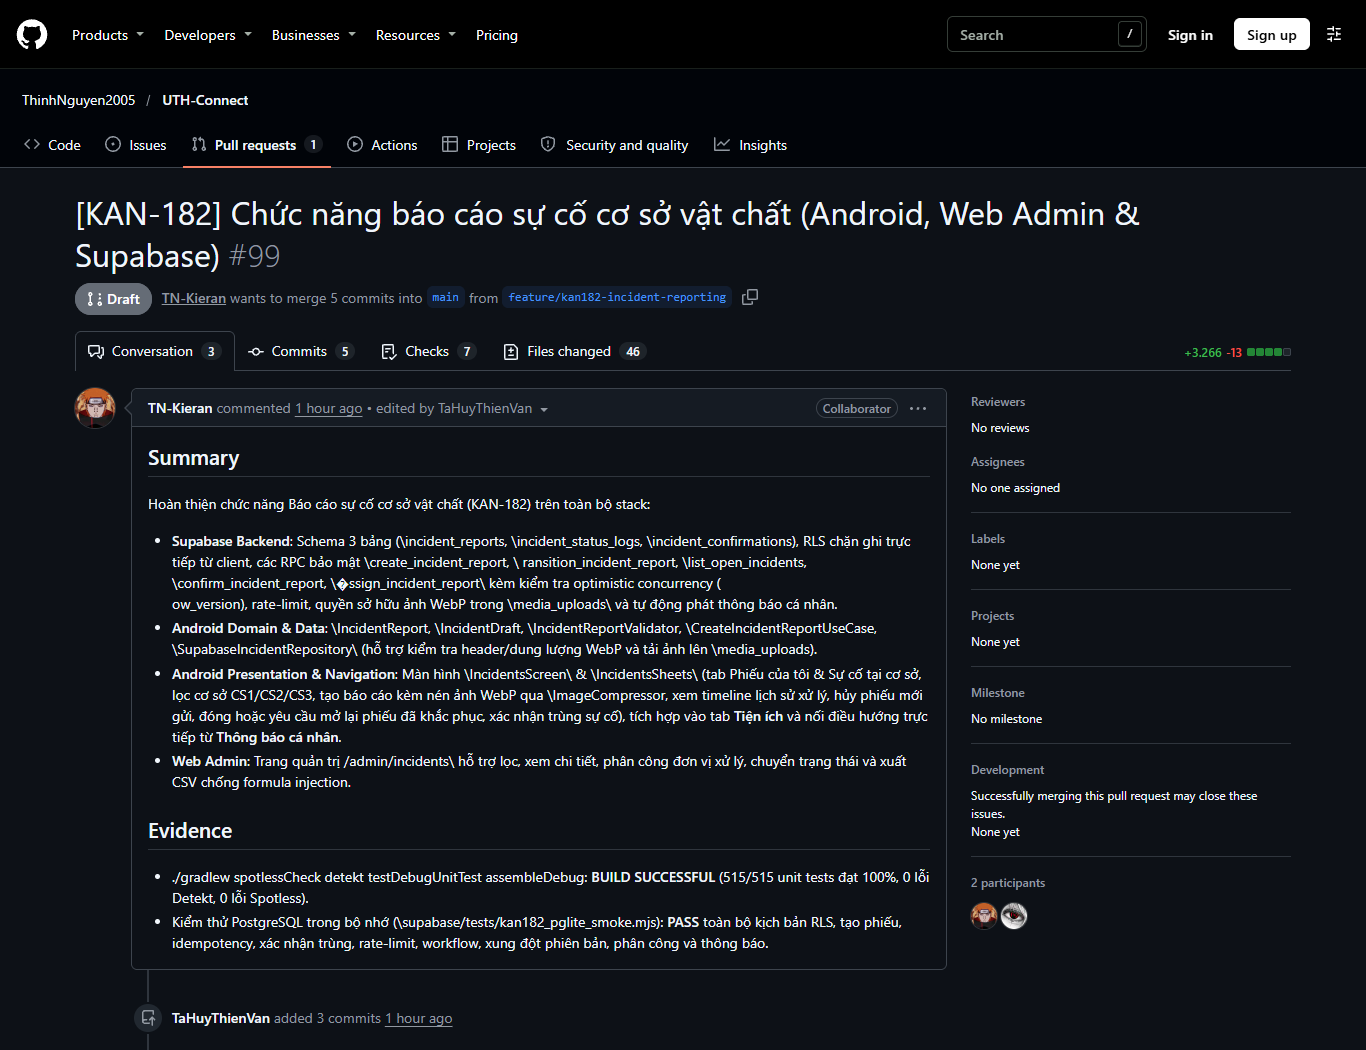 Products Developers Businesses Resources Pricing Search / Sign in Sign up
ThinhNguyen2005 / UTH-Connect
Code Issues Pull requests 1 Actions Projects Security and quality Insights
[KAN-182] Chức năng báo cáo sự cố cơ sở vật chất (Android, Web Admin &
Supabase) #99
Draft TN-Kieran wants to merge 5 commits into main from feature/kan182-incident-reporting
Conversation 3 Commits 5 Checks 7 Files changed 46 +3.266 -13
TN-Kieran commented 1 hour ago • edited by TaHuyThienVan Collaborator
Summary
Hoàn thiện chức năng Báo cáo sự cố cơ sở vật chất (KAN-182) trên toàn bộ stack:
• Supabase Backend: Schema 3 bảng (\incident_reports, \incident_status_logs, \incident_confirmations), RLS chặn ghi trực
tiếp từ client, các RPC bảo mật \create_incident_report, \ ransition_incident_report, \list_open_incidents,
\confirm_incident_report, \�ssign_incident_report\ kèm kiểm tra optimistic concurrency (
ow_version), rate-limit, quyền sở hữu ảnh WebP trong \media_uploads\ và tự động phát thông báo cá nhân.
• Android Domain & Data: \IncidentReport, \IncidentDraft, \IncidentReportValidator, \CreateIncidentReportUseCase,
\SupabaseIncidentRepository\ (hỗ trợ kiểm tra header/dung lượng WebP và tải ảnh lên \media_uploads).
• Android Presentation & Navigation: Màn hình \IncidentsScreen\ & \IncidentsSheets\ (tab Phiếu của tôi & Sự cố tại cơ sở,
lọc cơ sở CS1/CS2/CS3, tạo báo cáo kèm nén ảnh WebP qua \ImageCompressor, xem timeline lịch sử xử lý, hủy phiếu mới
gửi, đóng hoặc yêu cầu mở lại phiếu đã khắc phục, xác nhận trùng sự cố), tích hợp vào tab Tiện ích và nối điều hướng trực
tiếp từ Thông báo cá nhân.
• Web Admin: Trang quản trị /admin/incidents\ hỗ trợ lọc, xem chi tiết, phân công đơn vị xử lý, chuyển trạng thái và xuất
CSV chống formula injection.
Evidence
• ./gradlew spotlessCheck detekt testDebugUnitTest assembleDebug: BUILD SUCCESSFUL (515/515 unit tests đạt 100%, 0 lỗi
Detekt, 0 lỗi Spotless).
• Kiểm thử PostgreSQL trong bộ nhớ (\supabase/tests/kan182_pglite_smoke.mjs): PASS toàn bộ kịch bản RLS, tạo phiếu,
idempotency, xác nhận trùng, rate-limit, workflow, xung đột phiên bản, phân công và thông báo.
TaHuyThienVan added 3 commits 1 hour ago
Reviewers
No reviews
Assignees
No one assigned
Labels
None yet
Projects
None yet
Milestone
No milestone
Development
Successfully merging this pull request may close these
issues.
None yet
2 participants